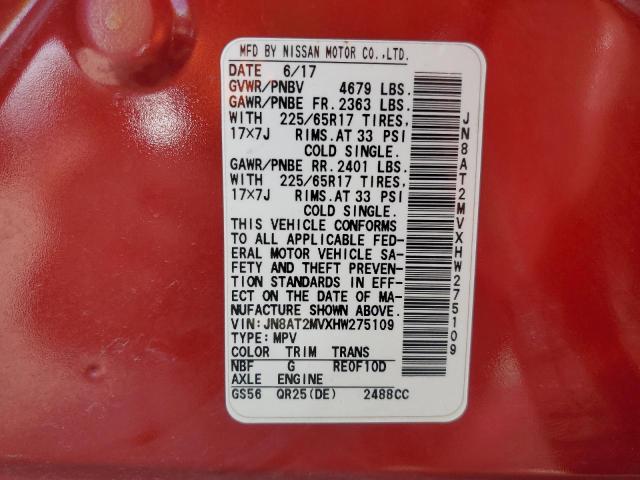 MFD BY NISSAN MOTOR CO.,LTD.
DATE 6/17
GVWR/PNBV 4679 LBS.
GAWR/PNBE FR.2363 LBS.
WITH 225/65R17 TIRES.
17×7J RIMS.AT 33 PSI
COLD SINGLE.
GAWR/PNBE RR.2401 LBS.
WITH 225/65R17 TIRES.
17×7J RIMS.AT 33 PSI
COLD SINGLE.
THIS VEHICLE CONFORMS
TO ALL APPLICABLE FED-
ERAL MOTOR VEHICLE SA-
FETY AND THEFT PREVEN-
TION STANDARDS IN EFF-
ECT ON THE DATE OF MA-
NUFACTURE SHOWN ABOVE.
VIN:JN8AT2MVXHW275109
TYPE:MPV
COLOR TRIM TRANS
NBF G RE0F10D
AXLE ENGINE
GS56 QR25(DE) 2488CC
JN8AT2MVXHW275109